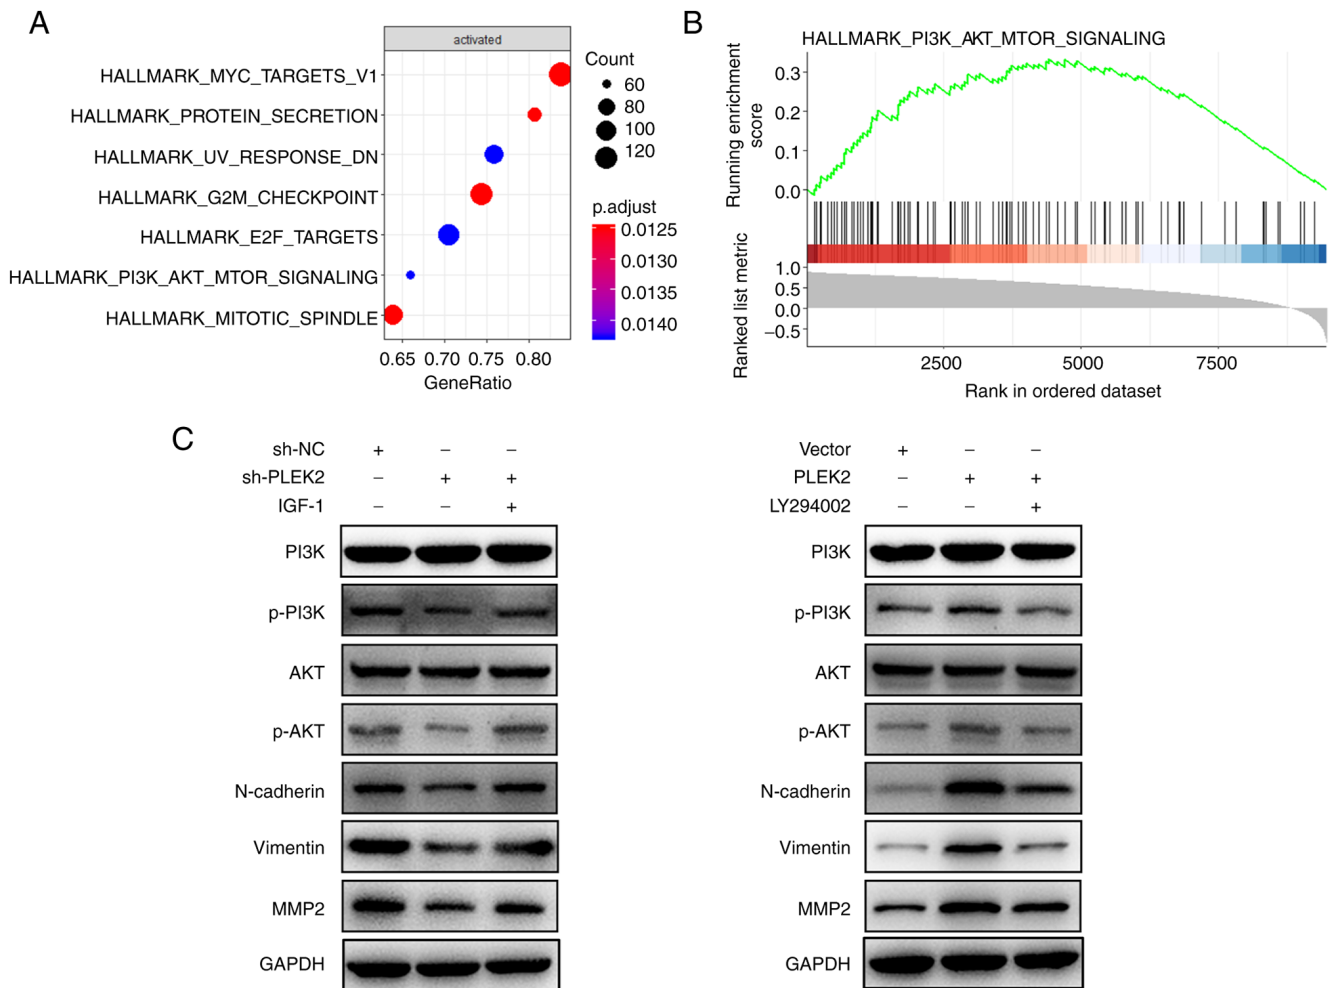 A
activated
HALLMARK_MYC_TARGETS_V1
HALLMARK_PROTEIN_SECRETION
HALLMARK_UV_RESPONSE_DN
HALLMARK_G2M_CHECKPOINT
HALLMARK_E2F_TARGETS
HALLMARK_PI3K_AKT_MTOR_SIGNALING
HALLMARK_MITOTIC_SPINDLE
0.65 0.70 0.75 0.80
GeneRatio
Count
60
80
100
120
p.adjust
0.0125
0.0130
0.0135
0.0140
B
HALLMARK_PI3K_AKT_MTOR_SIGNALING
Running enrichment
score
0.3
0.2
0.1
0.0
Ranked list metric
1.0
0.5
0.0
−0.5
2500 5000 7500
Rank in ordered dataset
C
sh-NC + − −
sh-PLEK2 − + +
IGF-1 − − +
PI3K
p-PI3K
AKT
p-AKT
N-cadherin
Vimentin
MMP2
GAPDH
Vector + − −
PLEK2 − + +
LY294002 − − +
PI3K
p-PI3K
AKT
p-AKT
N-cadherin
Vimentin
MMP2
GAPDH